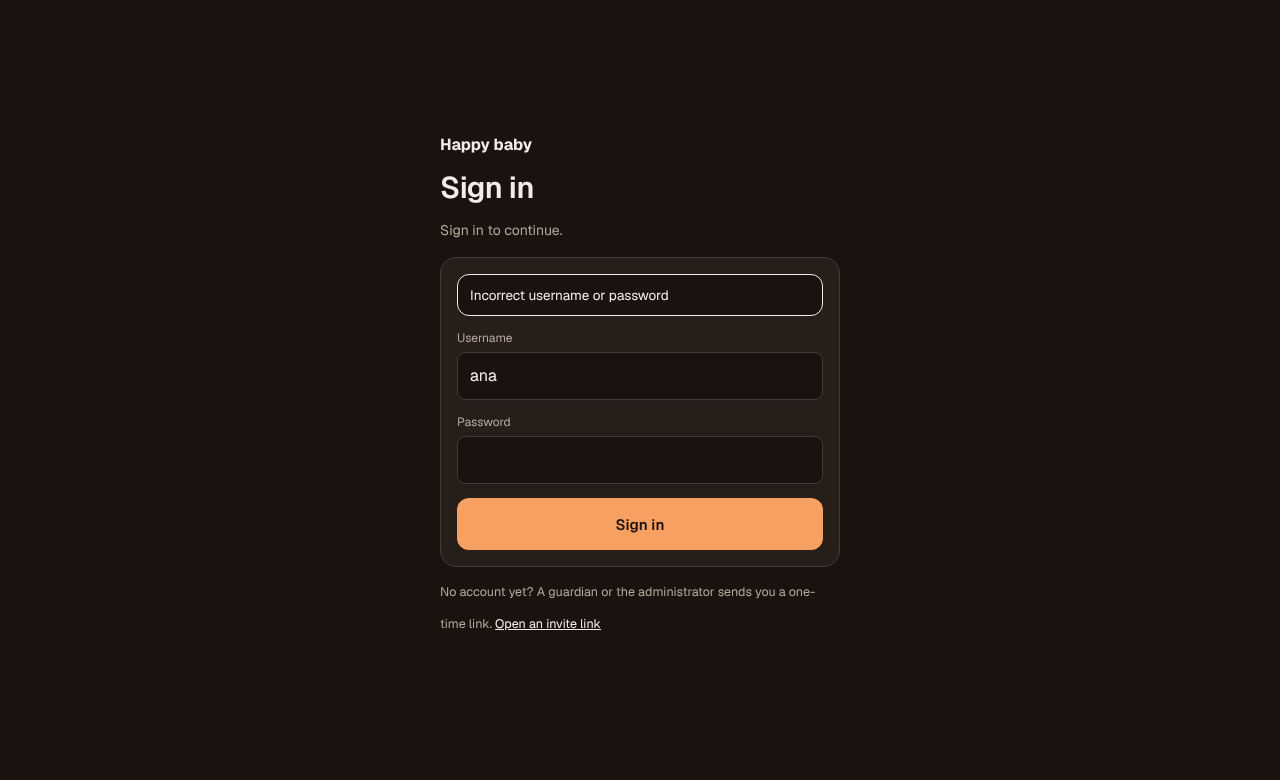 Happy baby
Sign in
Sign in to continue.
Incorrect username or password
Username
ana
Password
Sign in
No account yet? A guardian or the administrator sends you a one-
time link. Open an invite link